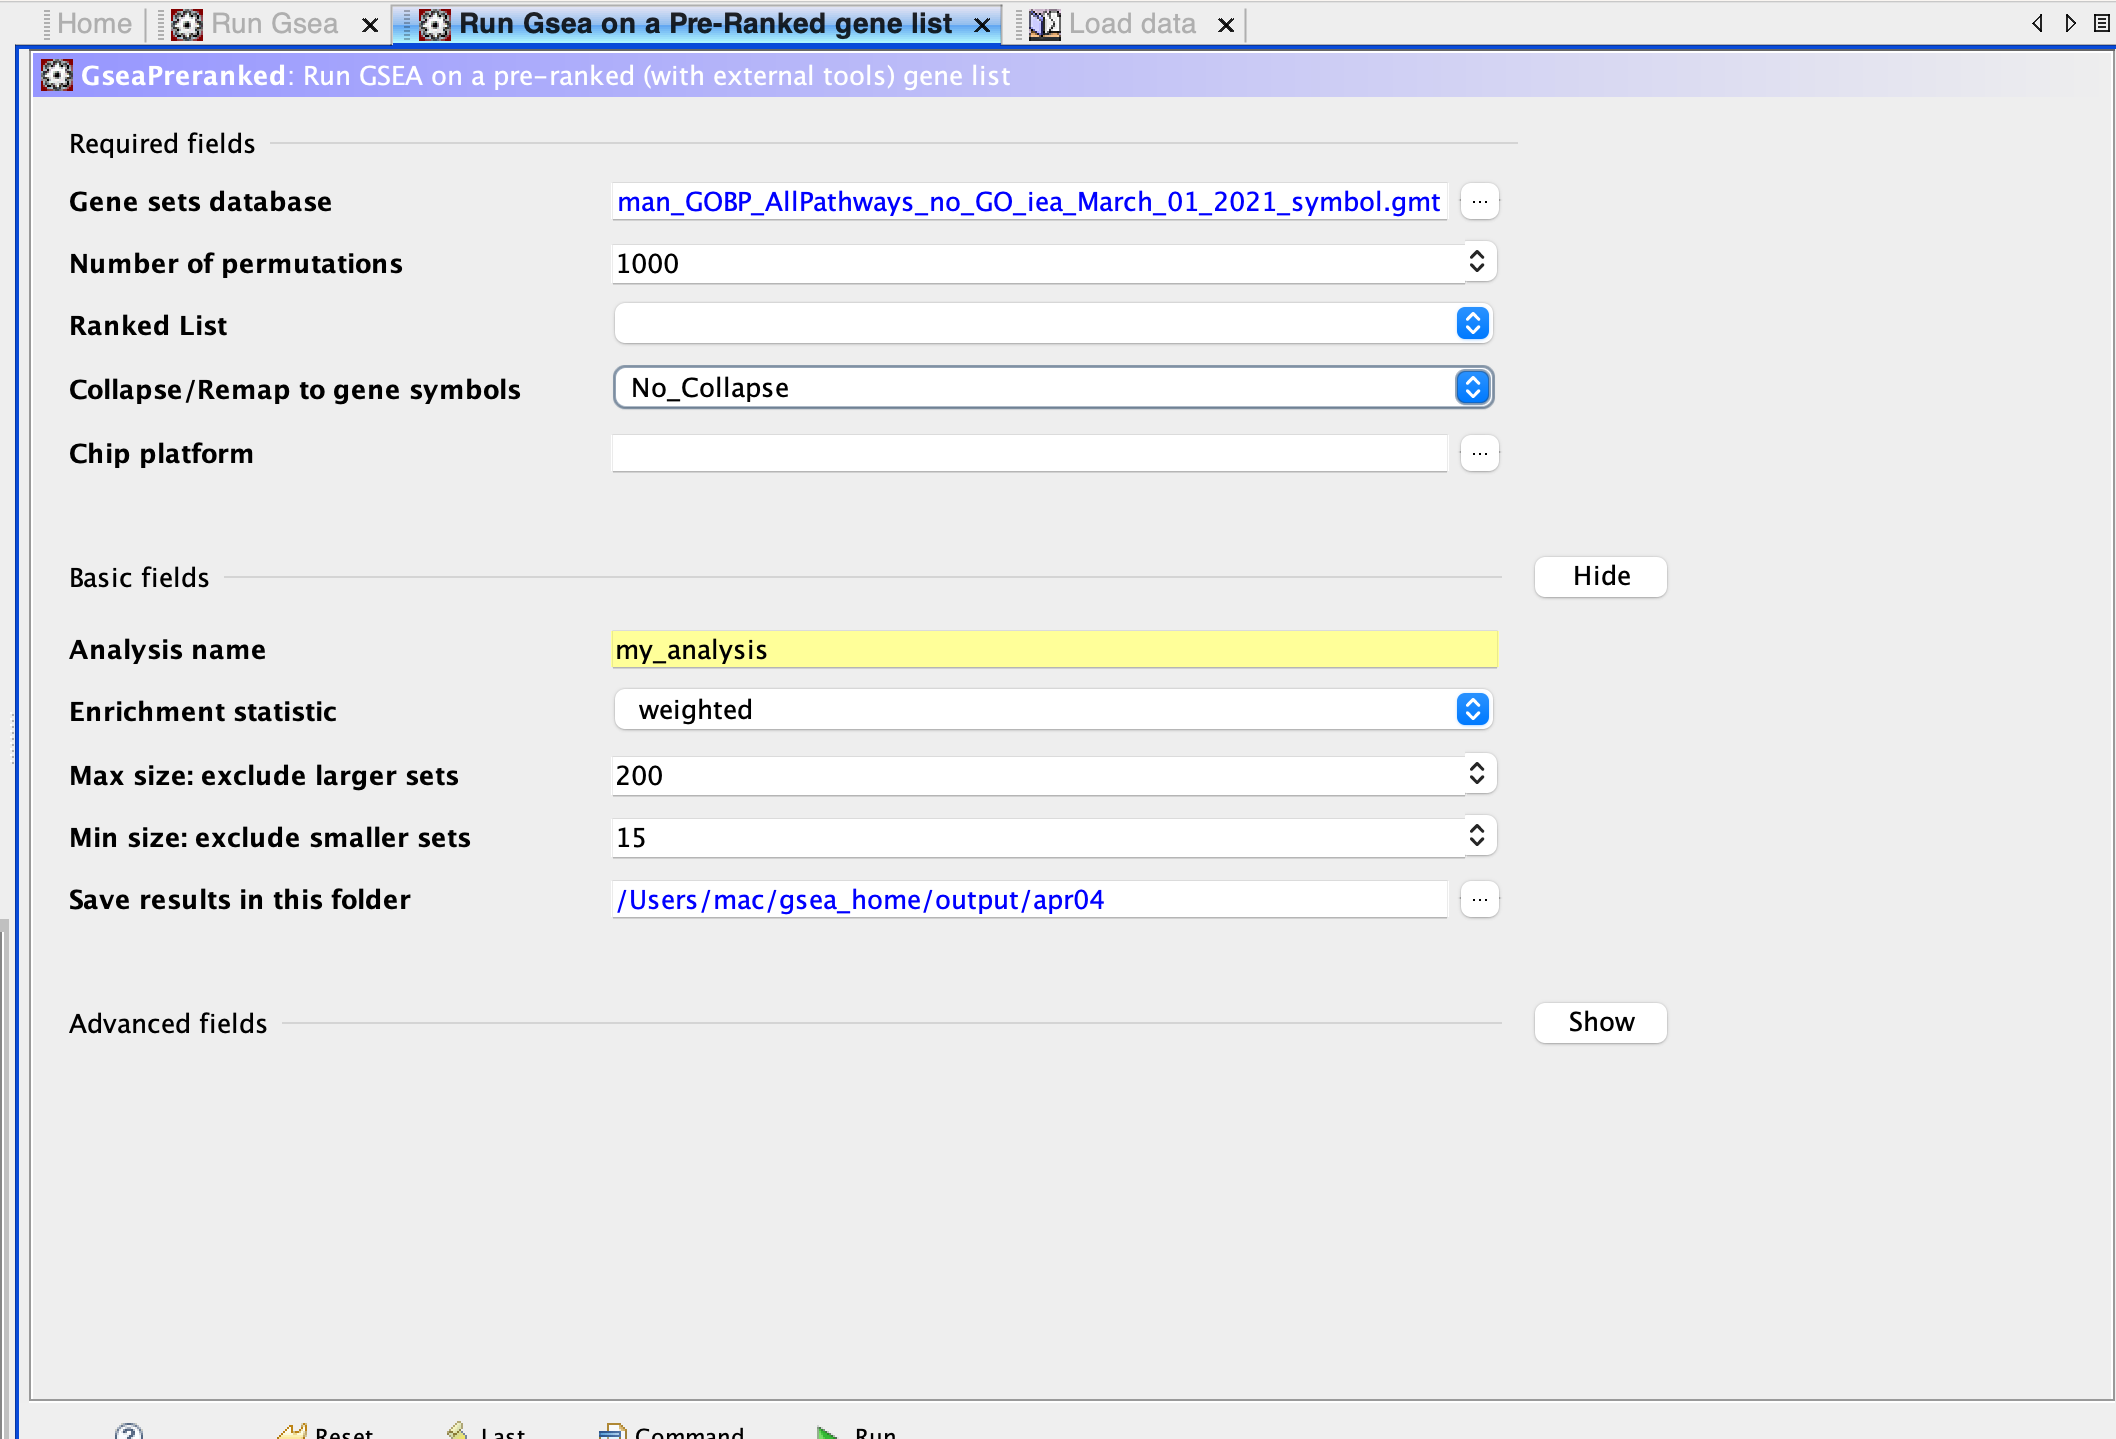 Home Run Gsea Run Gsea on a Pre-Ranked gene list Load data
GseaPreranked: Run GSEA on a pre-ranked (with external tools) gene list
Required fields
Gene sets database man_GOBP_AllPathways_no_GO_iea_March_01_2021_symbol.gmt ...
Number of permutations 1000
Ranked List
Collapse/Remap to gene symbols No_Collapse
Chip platform ...
Basic fields Hide
Analysis name my_analysis
Enrichment statistic weighted
Max size: exclude larger sets 200
Min size: exclude smaller sets 15
Save results in this folder /Users/mac/gsea_home/output/apr04 ...
Advanced fields Show
? Reset Last Command Run